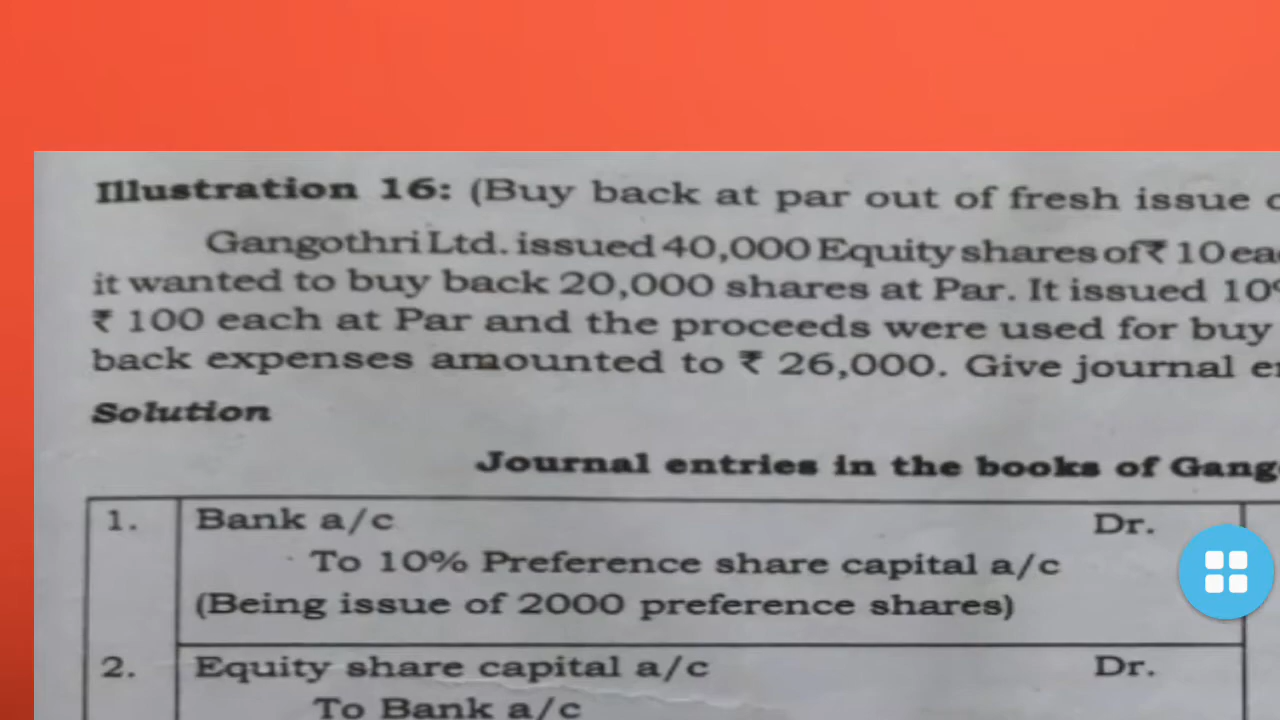 Illustration 16: (Buy back at par out of fresh issue
Gangothri Ltd. issued 40,000 Equity shares of ₹ 10
it wanted to buy back 20,000 shares at Par. It issued
₹ 100 each at Par and the proceeds were used for buy
back expenses amounted to ₹ 26,000. Give journal
Solution
Journal entries in the books of
1. Bank a/c Dr.
To 10% Preference share capital a/c
(Being issue of 2000 preference shares)
2. Equity share capital a/c Dr.
To Bank a/c